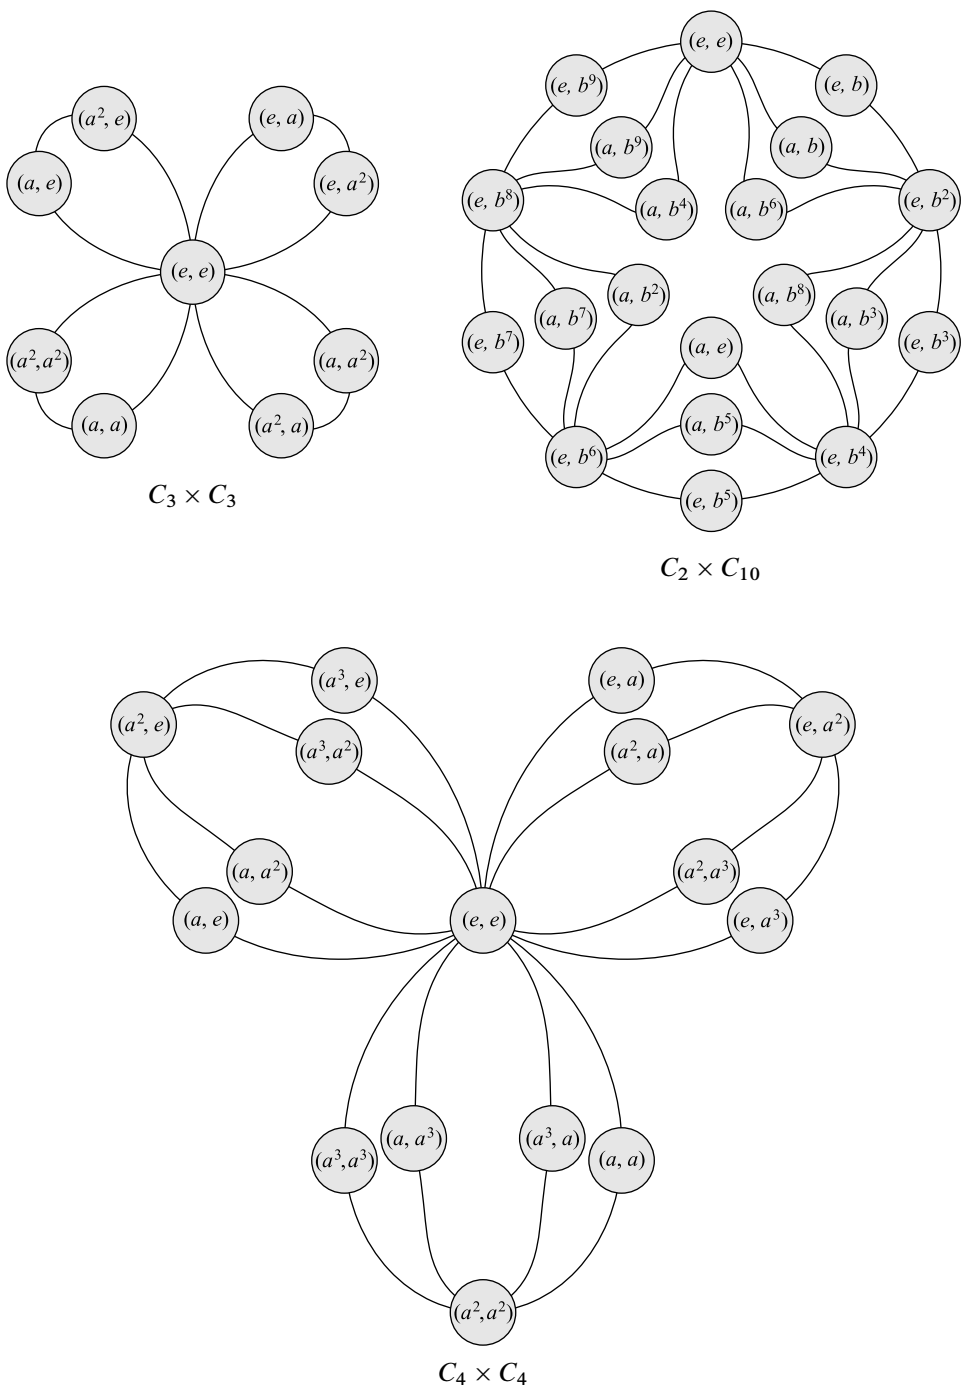 (e, e)
(e, b⁹)
(e, b)
(a², e)
(e, a)
(a, b⁹)
(a, b)
(a, e)
(e, a²)
(e, b⁸)
(a, b⁴)
(a, b⁶)
(e, b²)
(e, e)
(a, b²)
(a, b⁸)
(a, b⁷)
(a, b³)
(e, b⁷)
(a, e)
(e, b³)
(a²,a²)
(a, a²)
(a, a)
(a², a)
(a, b⁵)
(e, b⁶)
(e, b⁴)
(e, b⁵)
C₃ × C₃
C₂ × C₁₀
(a³, e)
(e, a)
(a², e)
(e, a²)
(a³,a²)
(a², a)
(a, a²)
(a²,a³)
(a, e)
(e, e)
(e, a³)
(a, a³)
(a³, a)
(a³,a³)
(a, a)
(a²,a²)
C₄ × C₄